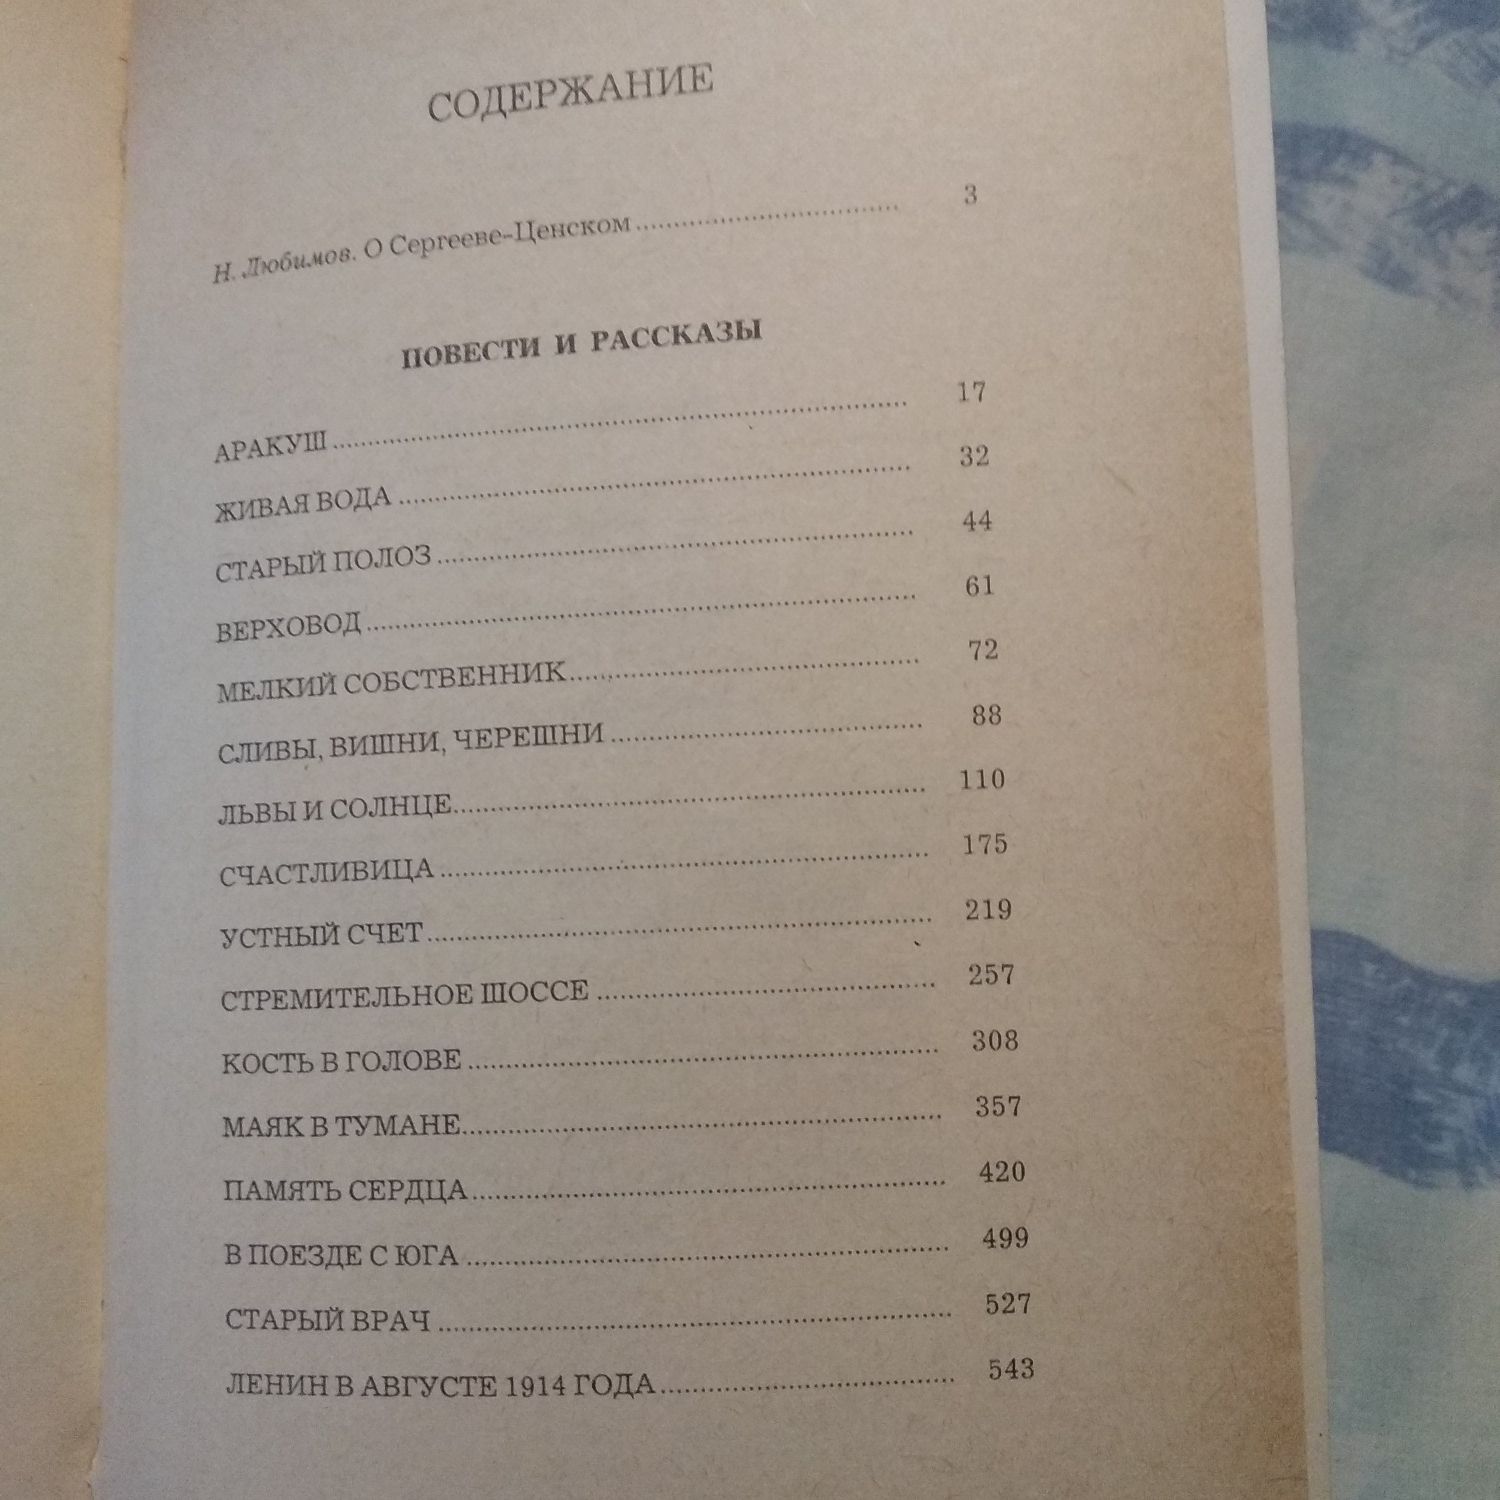 СОДЕРЖАНИЕ
Н. Любимов. О Сергееве-Ценском ........................................ 3
ПОВЕСТИ И РАССКАЗЫ
АРАКУШ ........................................ 17
ЖИВАЯ ВОДА ........................................ 32
СТАРЫЙ ПОЛОЗ ........................................ 44
ВЕРХОВОД ........................................ 61
МЕЛКИЙ СОБСТВЕННИК ........................................ 72
СЛИВЫ, ВИШНИ, ЧЕРЕШНИ ........................................ 88
ЛЬВЫ И СОЛНЦЕ ........................................ 110
СЧАСТЛИВИЦА ........................................ 175
УСТНЫЙ СЧЕТ ........................................ 219
СТРЕМИТЕЛЬНОЕ ШОССЕ ........................................ 257
КОСТЬ В ГОЛОВЕ ........................................ 308
МАЯК В ТУМАНЕ ........................................ 357
ПАМЯТЬ СЕРДЦА ........................................ 420
В ПОЕЗДЕ С ЮГА ........................................ 499
СТАРЫЙ ВРАЧ ........................................ 527
ЛЕНИН В АВГУСТЕ 1914 ГОДА ........................................ 543